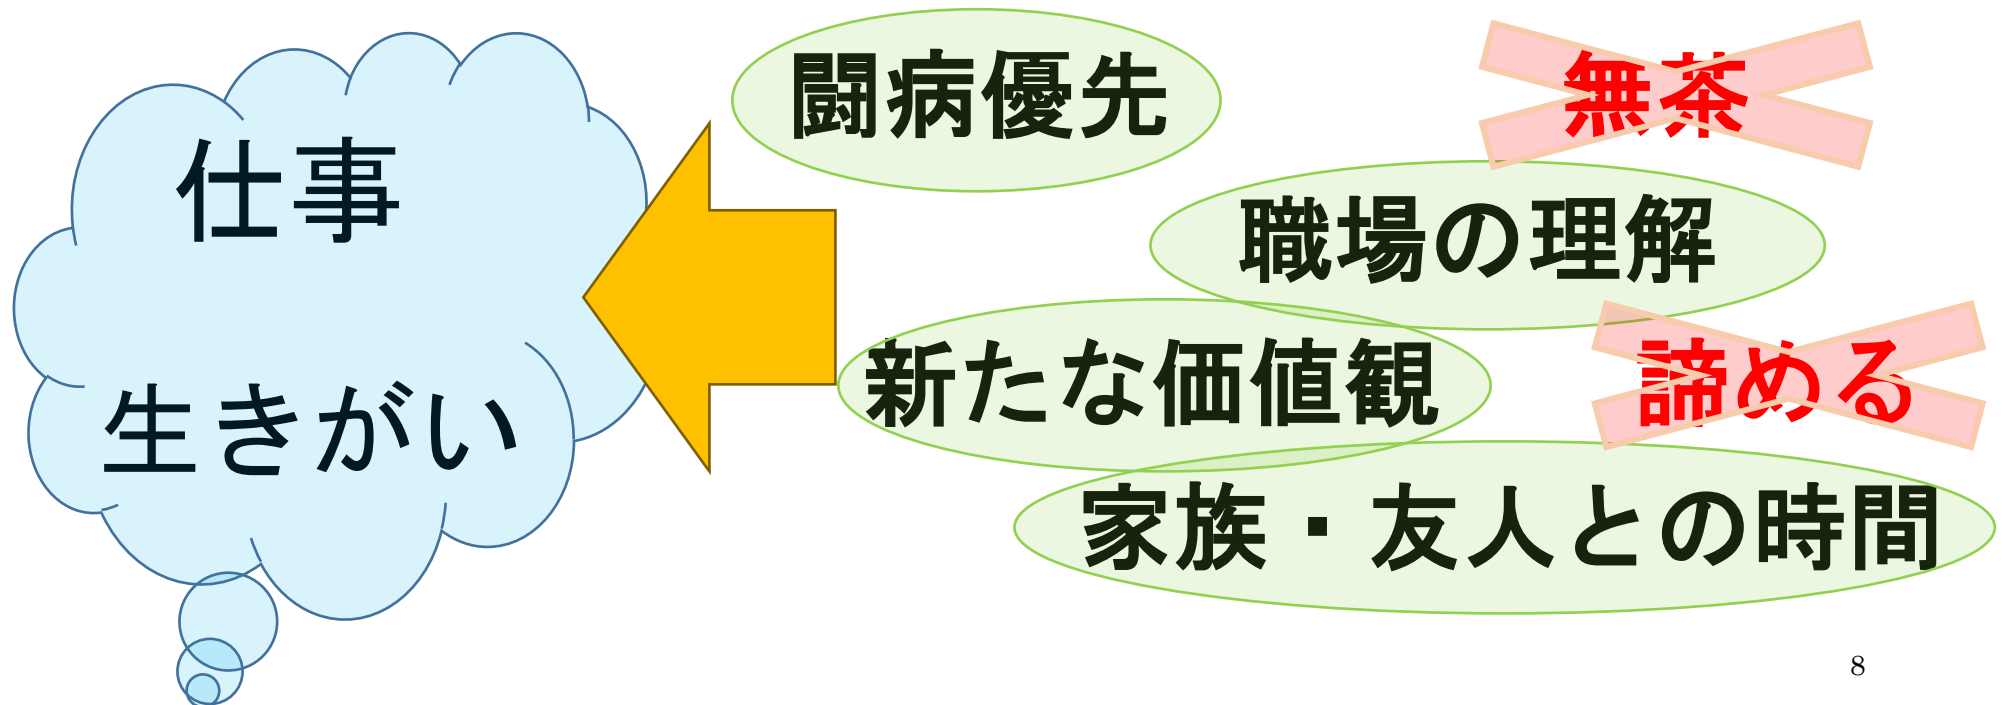 仕事
生きがい
闘病優先
無茶
職場の理解
新たな価値観
諦める
家族・友人との時間
8